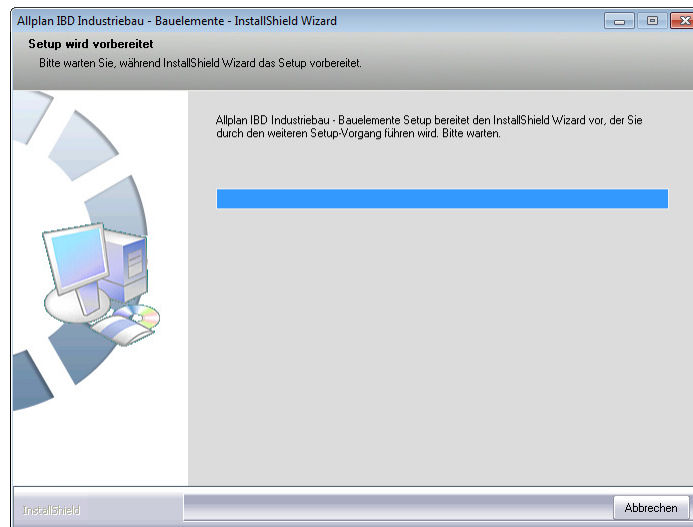 Allplan IBD Industriebau - Bauelemente - InstallShield Wizard
Setup wird vorbereitet
Bitte warten Sie, während InstallShield Wizard das Setup vorbereitet.
Allplan IBD Industriebau - Bauelemente Setup bereitet den InstallShield Wizard vor, der Sie
durch den weiteren Setup-Vorgang führen wird. Bitte warten.
InstallShield
Abbrechen